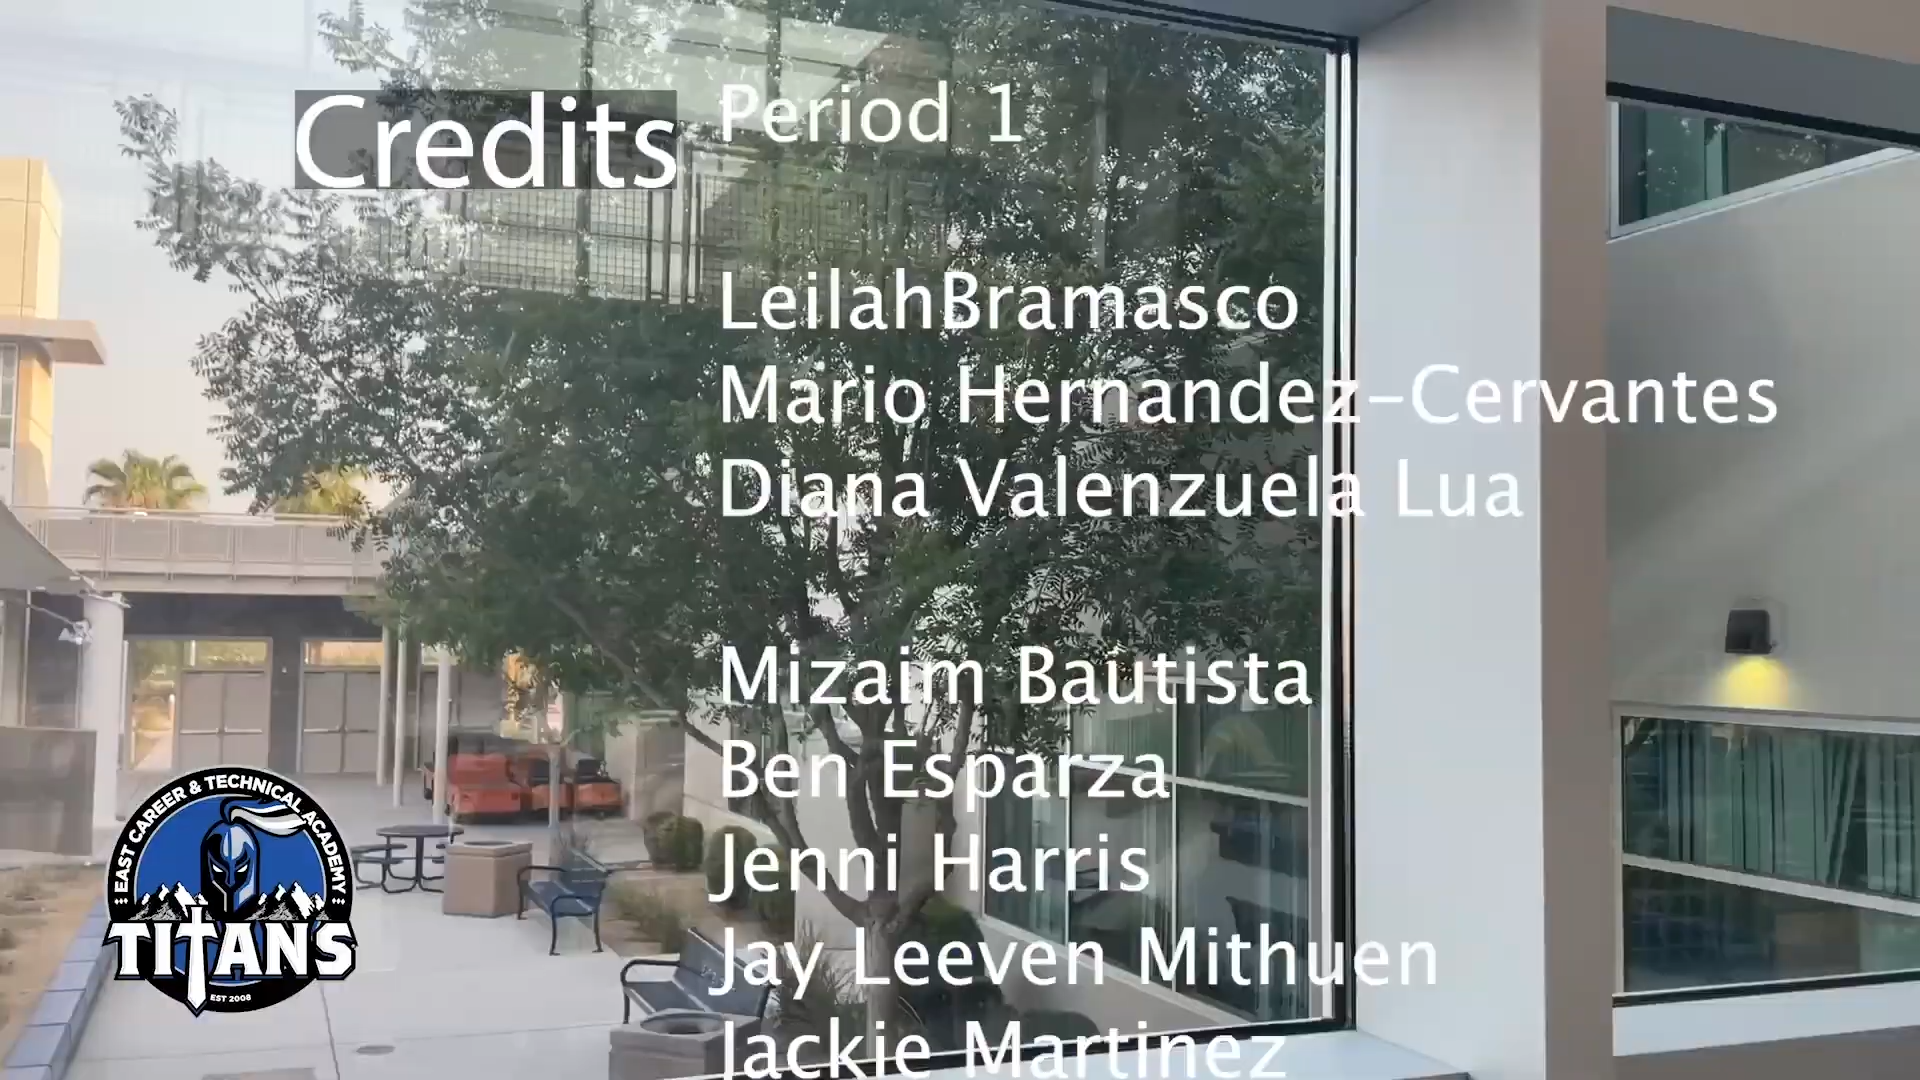 Credits
Period 1
LeilahBramasco
Mario Hernandez-Cervantes
Diana Valenzuela Lua
Mizaim Bautista
Ben Esparza
Jenni Harris
Jay Leeven Mithuen
Jackie Martinez
EAST CAREER & TECHNICAL ACADEMY
TITANS
EST 2008